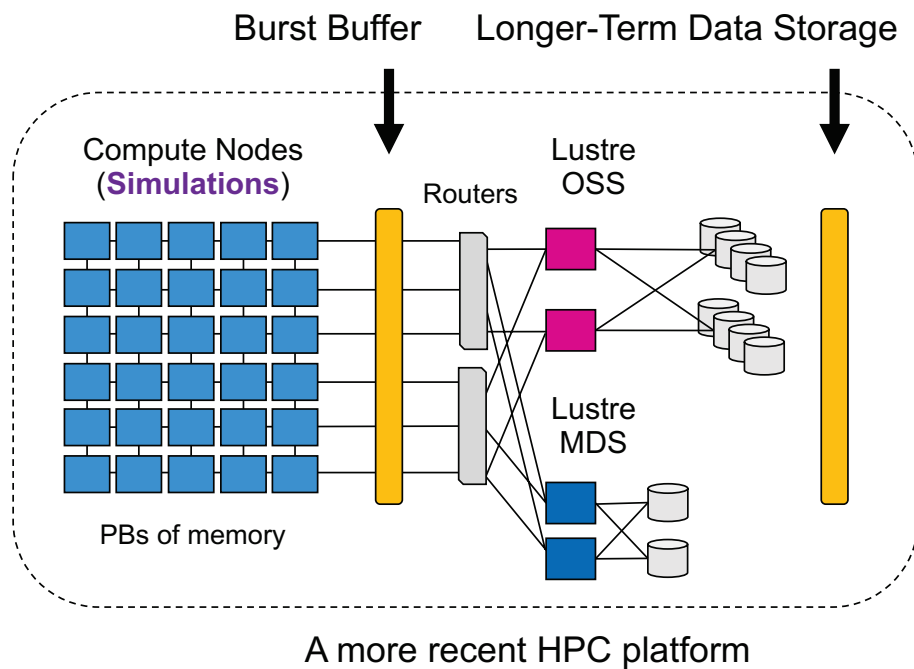 Burst Buffer
Longer-Term Data Storage
Compute Nodes
(Simulations)
Routers
Lustre
OSS
Lustre
MDS
PBs of memory
A more recent HPC platform